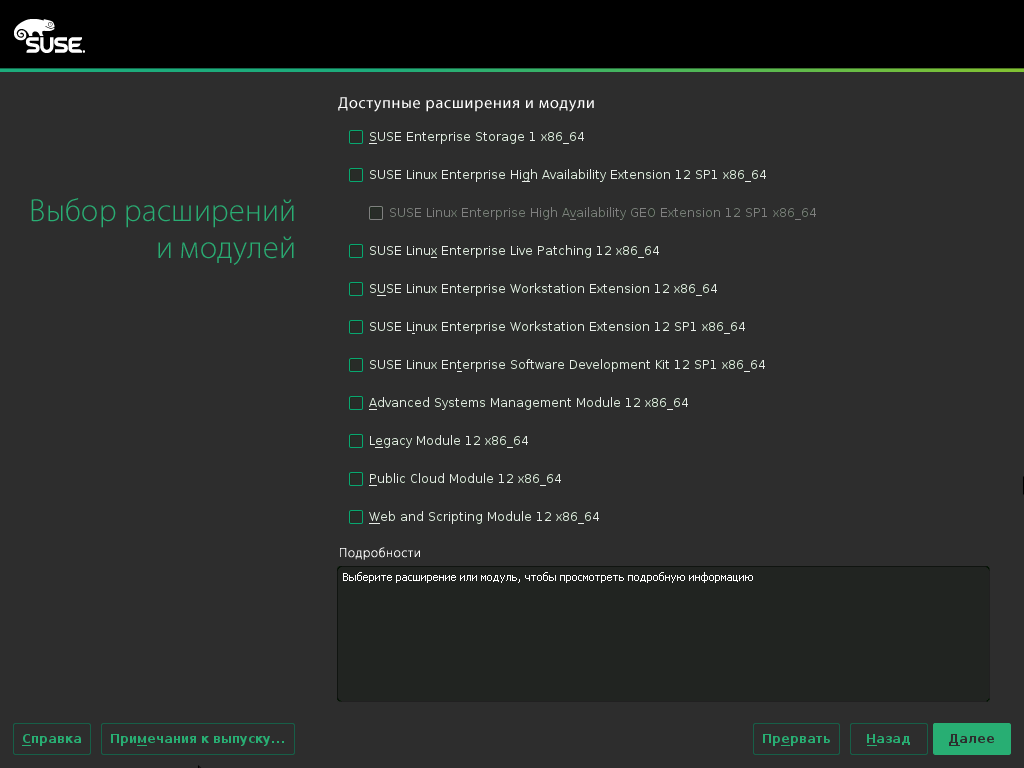 SUSE.
Доступные расширения и модули
SUSE Enterprise Storage 1 x86_64
SUSE Linux Enterprise High Availability Extension 12 SP1 x86_64
SUSE Linux Enterprise High Availability GEO Extension 12 SP1 x86_64
SUSE Linux Enterprise Live Patching 12 x86_64
SUSE Linux Enterprise Workstation Extension 12 x86_64
SUSE Linux Enterprise Workstation Extension 12 SP1 x86_64
SUSE Linux Enterprise Software Development Kit 12 SP1 x86_64
Advanced Systems Management Module 12 x86_64
Legacy Module 12 x86_64
Public Cloud Module 12 x86_64
Web and Scripting Module 12 x86_64
Выбор расширений
и модулей
Подробности
Выберите расширение или модуль, чтобы просмотреть подробную информацию
Справка
Примечания к выпуску...
Прервать
Назад
Далее